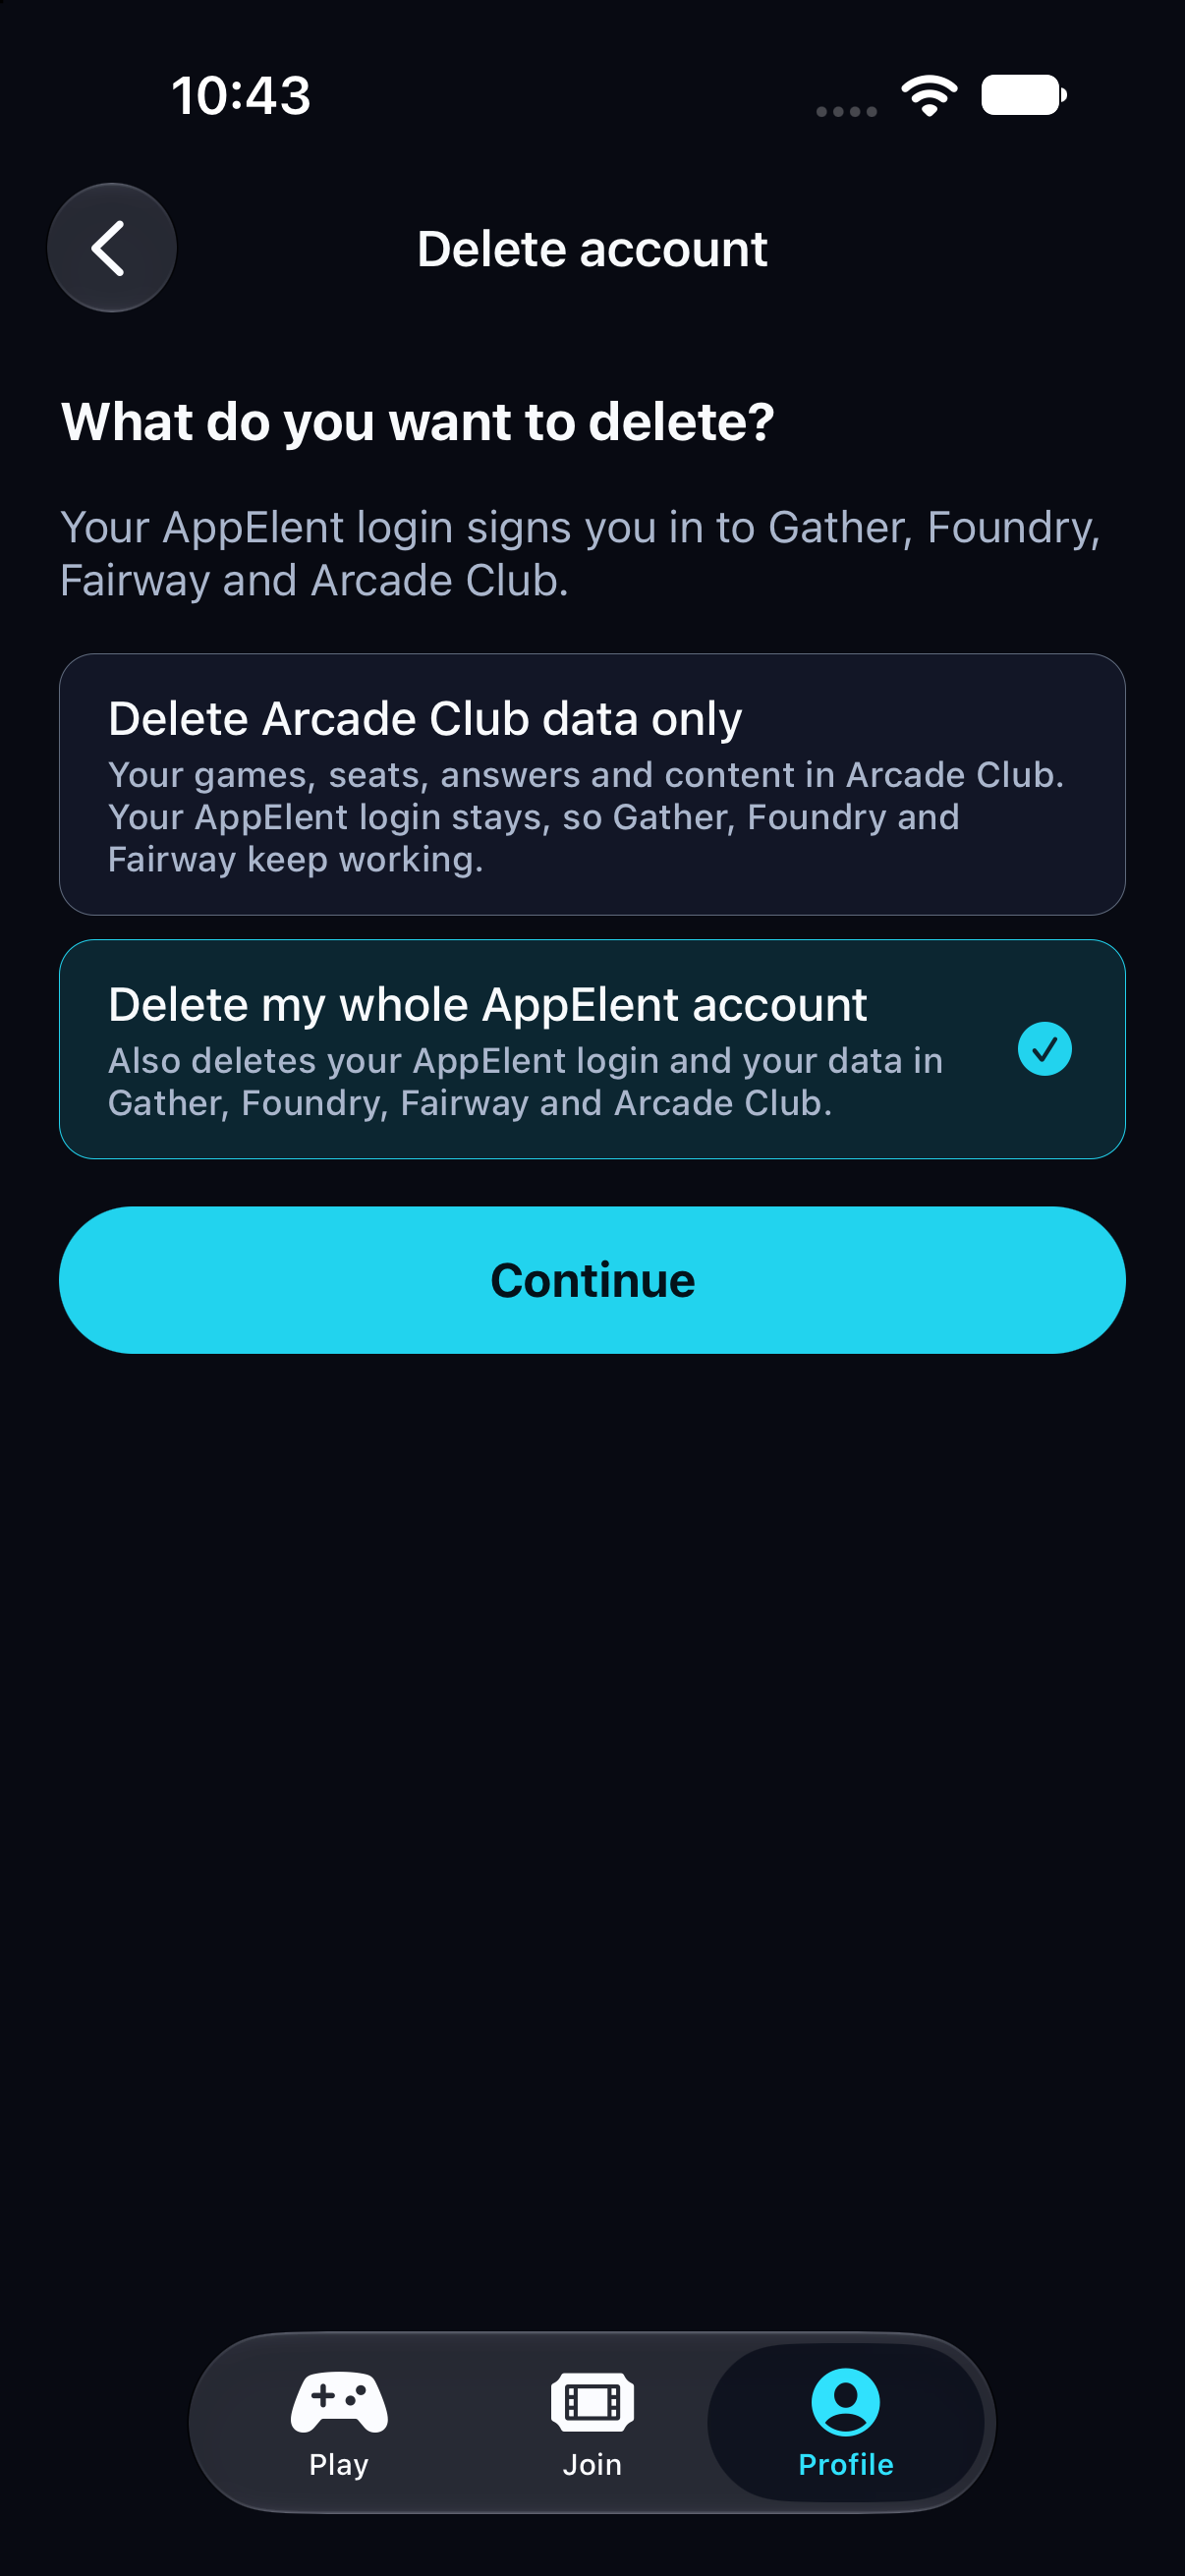 10:43
Delete account
What do you want to delete?
Your AppElent login signs you in to Gather, Foundry,
Fairway and Arcade Club.
Delete Arcade Club data only
Your games, seats, answers and content in Arcade Club.
Your AppElent login stays, so Gather, Foundry and
Fairway keep working.
Delete my whole AppElent account
Also deletes your AppElent login and your data in
Gather, Foundry, Fairway and Arcade Club.
Continue
Play
Join
Profile